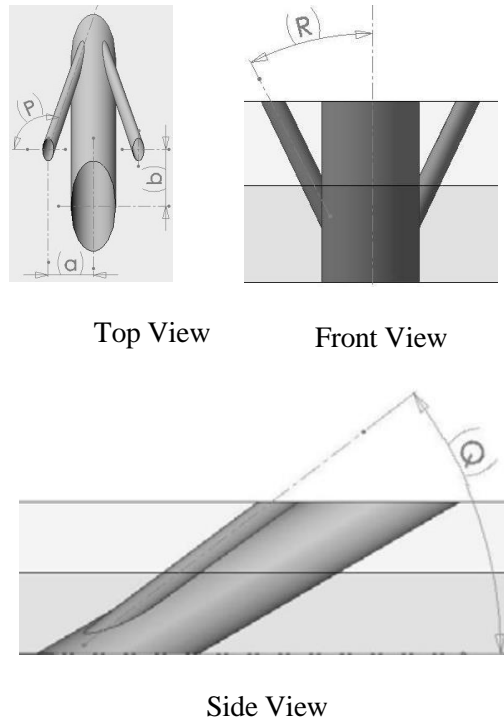 (P)
(b)
(a)
(R)
Top View
Front View
(Q)
Side View